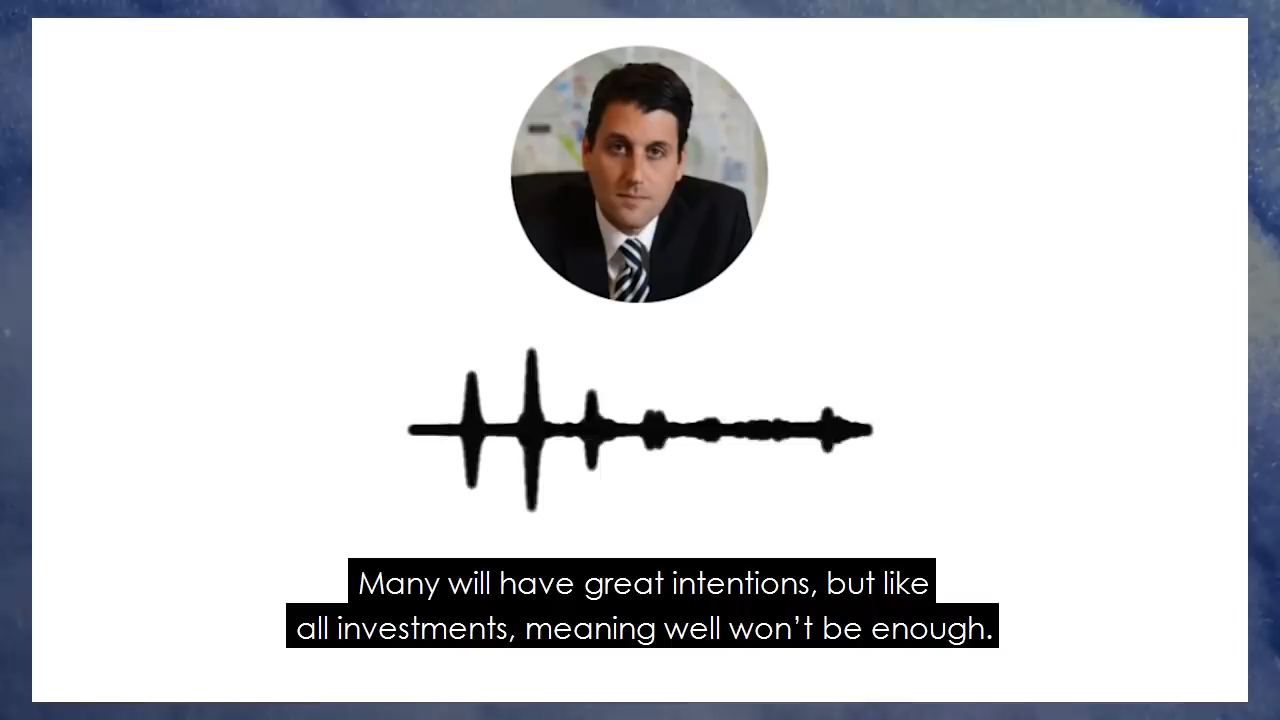 Many will have great intentions, but like
all investments, meaning well won’t be enough.